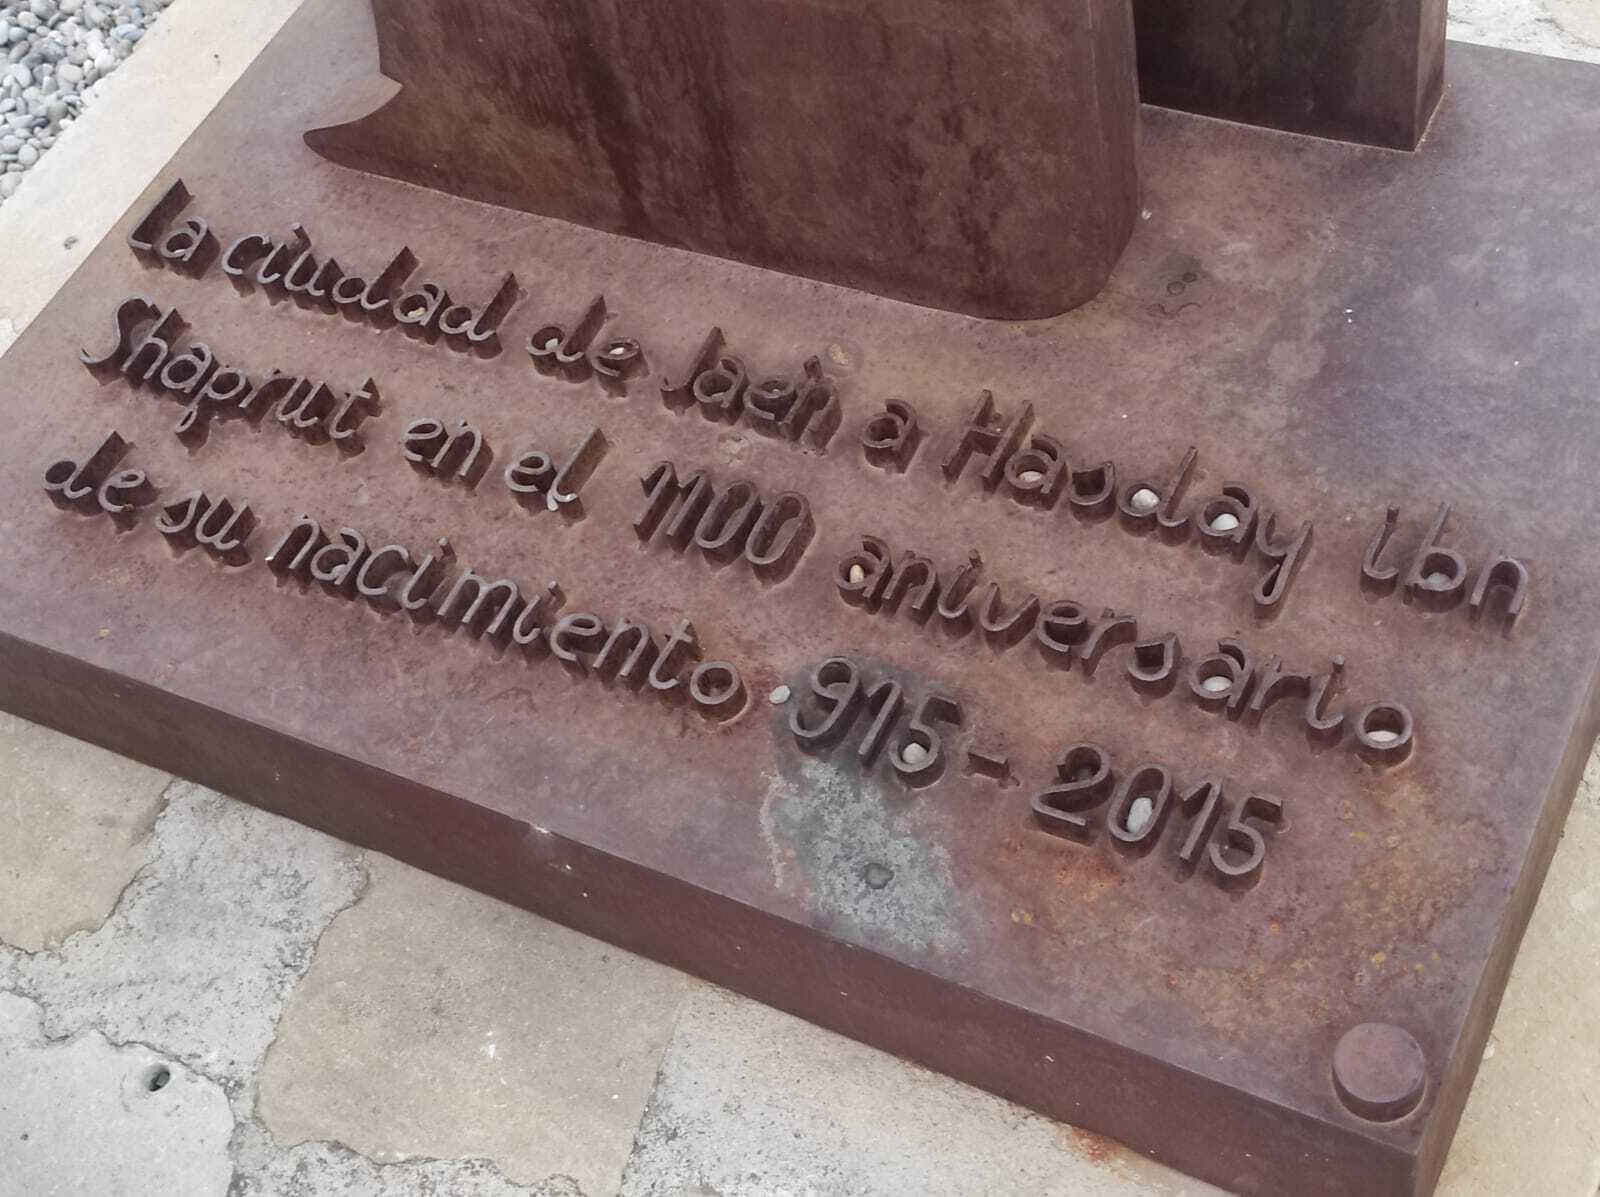 La ciudad de Jaén a Hasday ibn
Shaprut en el 1100 aniversario
de su nacimiento 915-2015